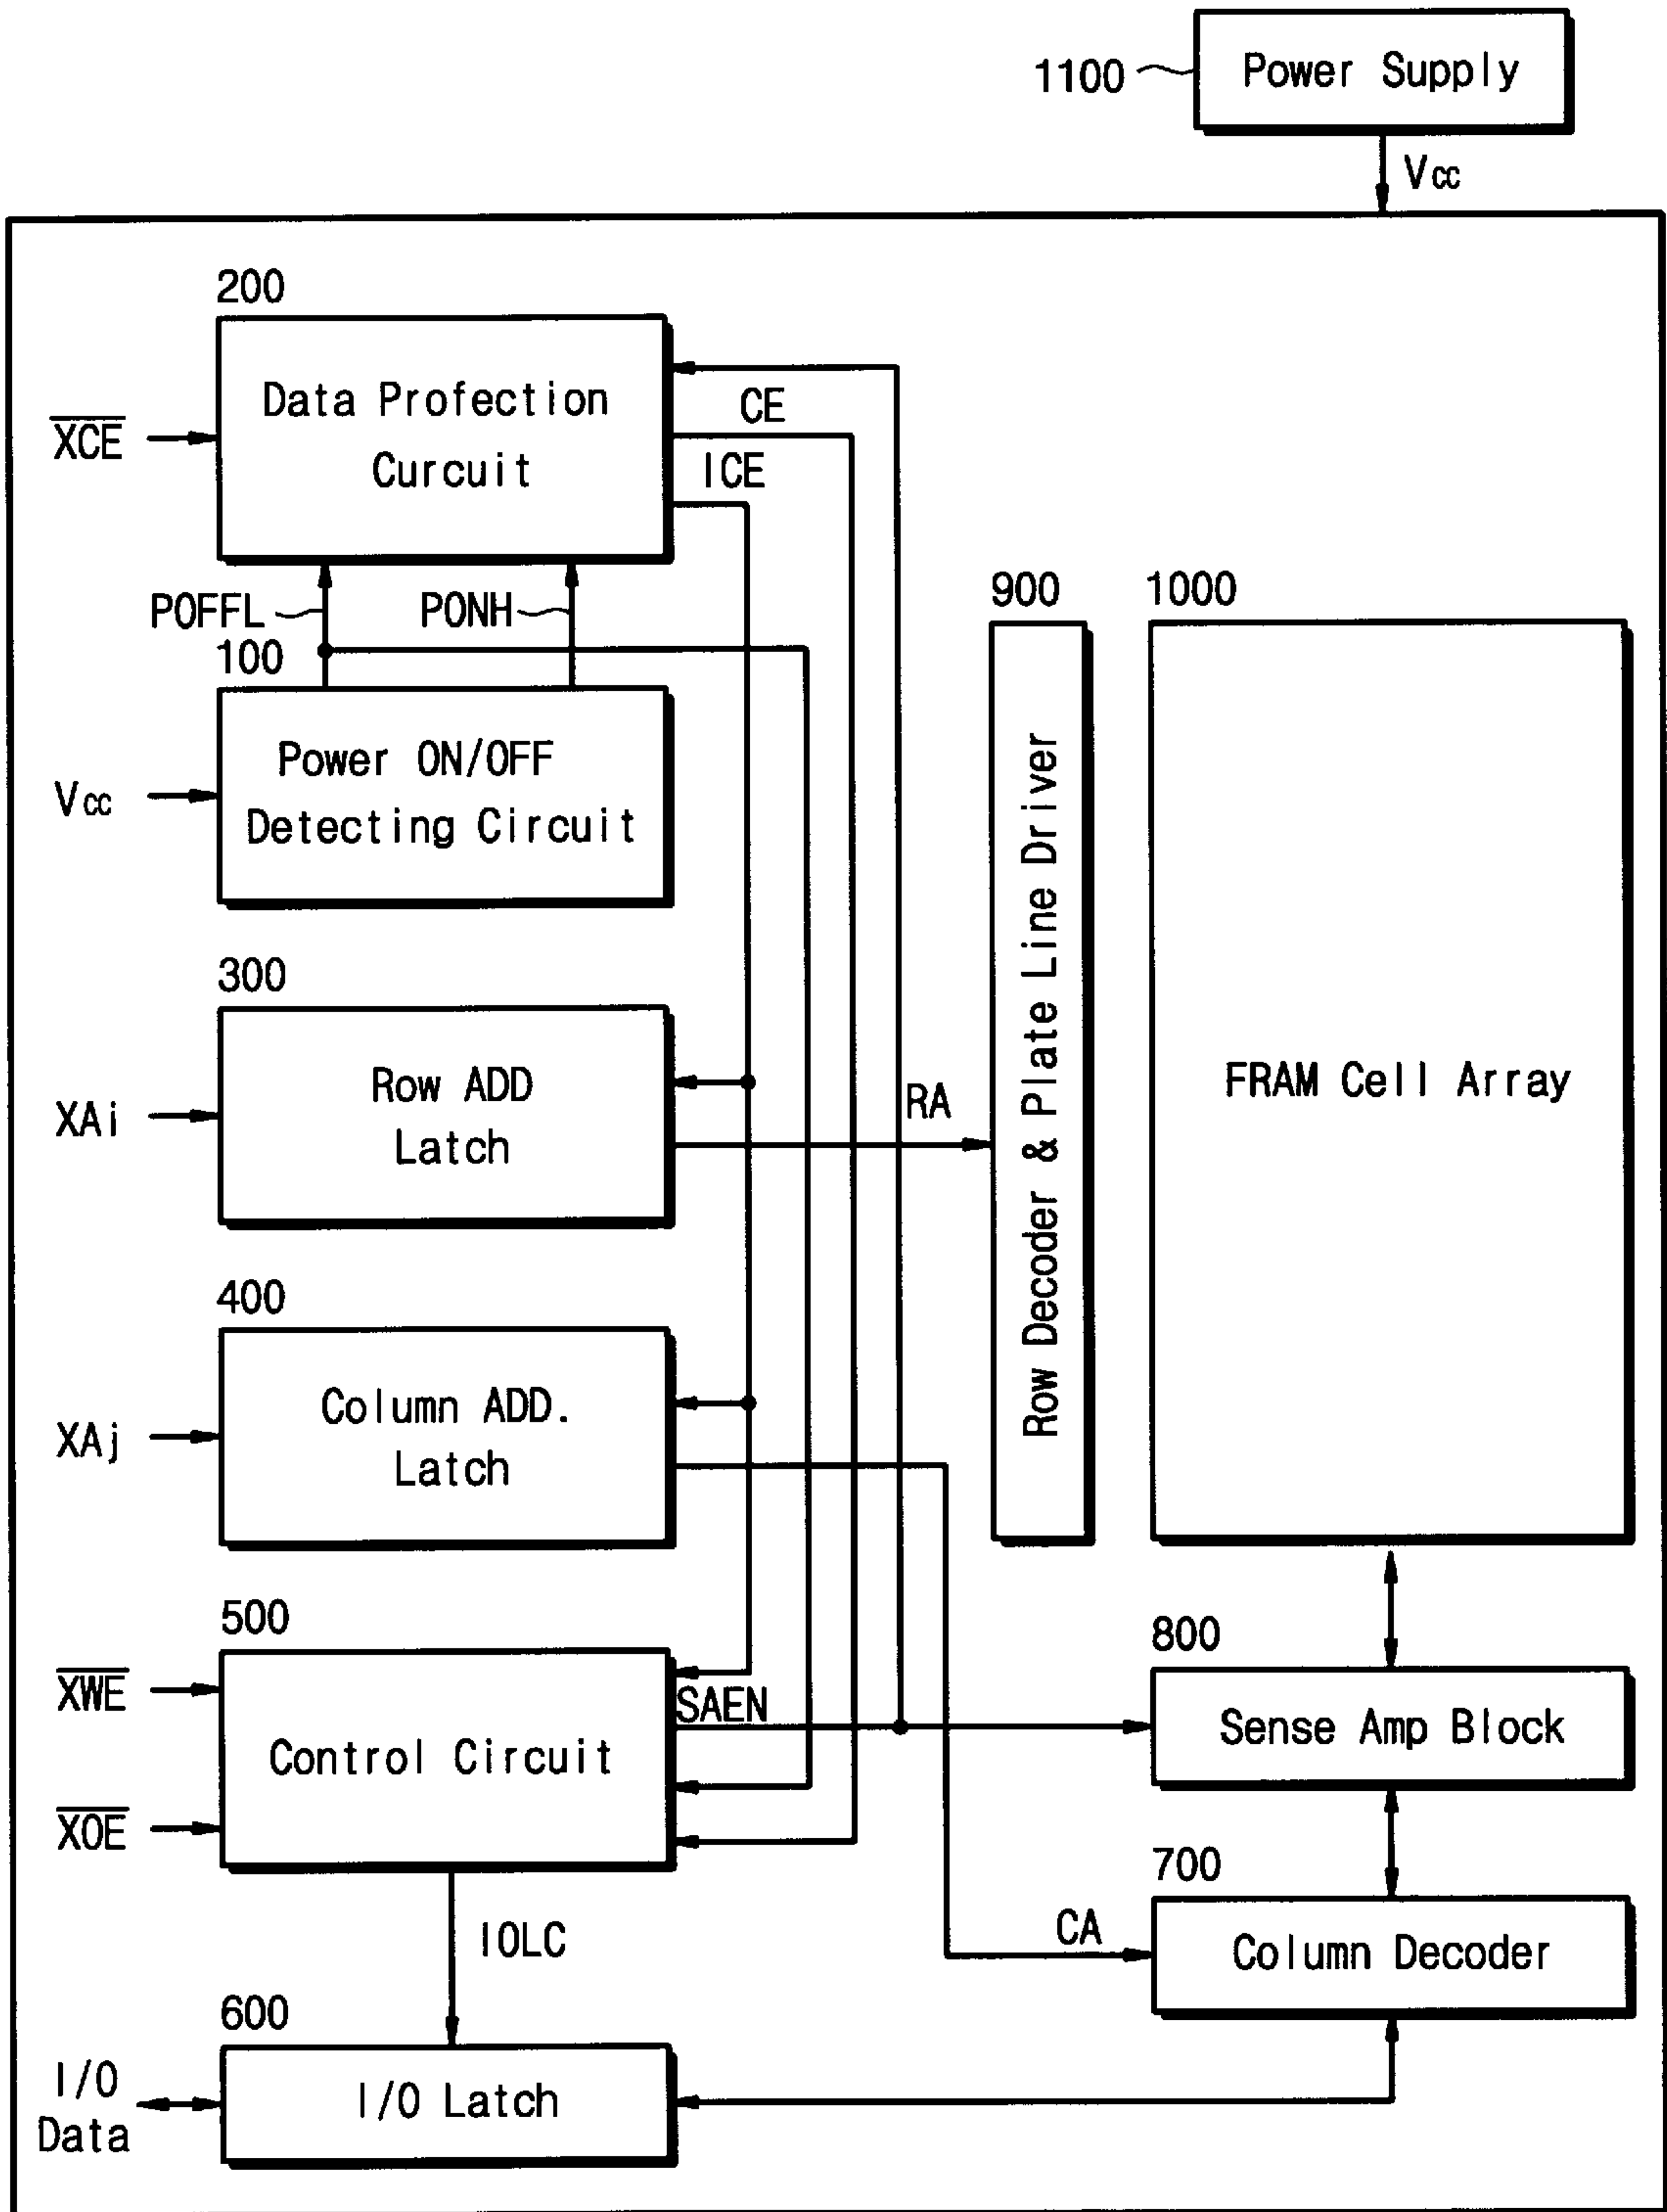 1100
Power Supply
Vcc
200
Data Profection
Curcuit
XCE
CE
ICE
POFFL
PONH
100
Power ON/OFF
Detecting Circuit
Vcc
900
Row Decoder & Plate Line Driver
1000
FRAM Cell Array
300
Row ADD
Latch
XAi
RA
400
Column ADD.
Latch
XAj
500
XWE
Control Circuit
XOE
SAEN
800
Sense Amp Block
700
Column Decoder
CA
IOLC
600
I/O Latch
I/O
Data